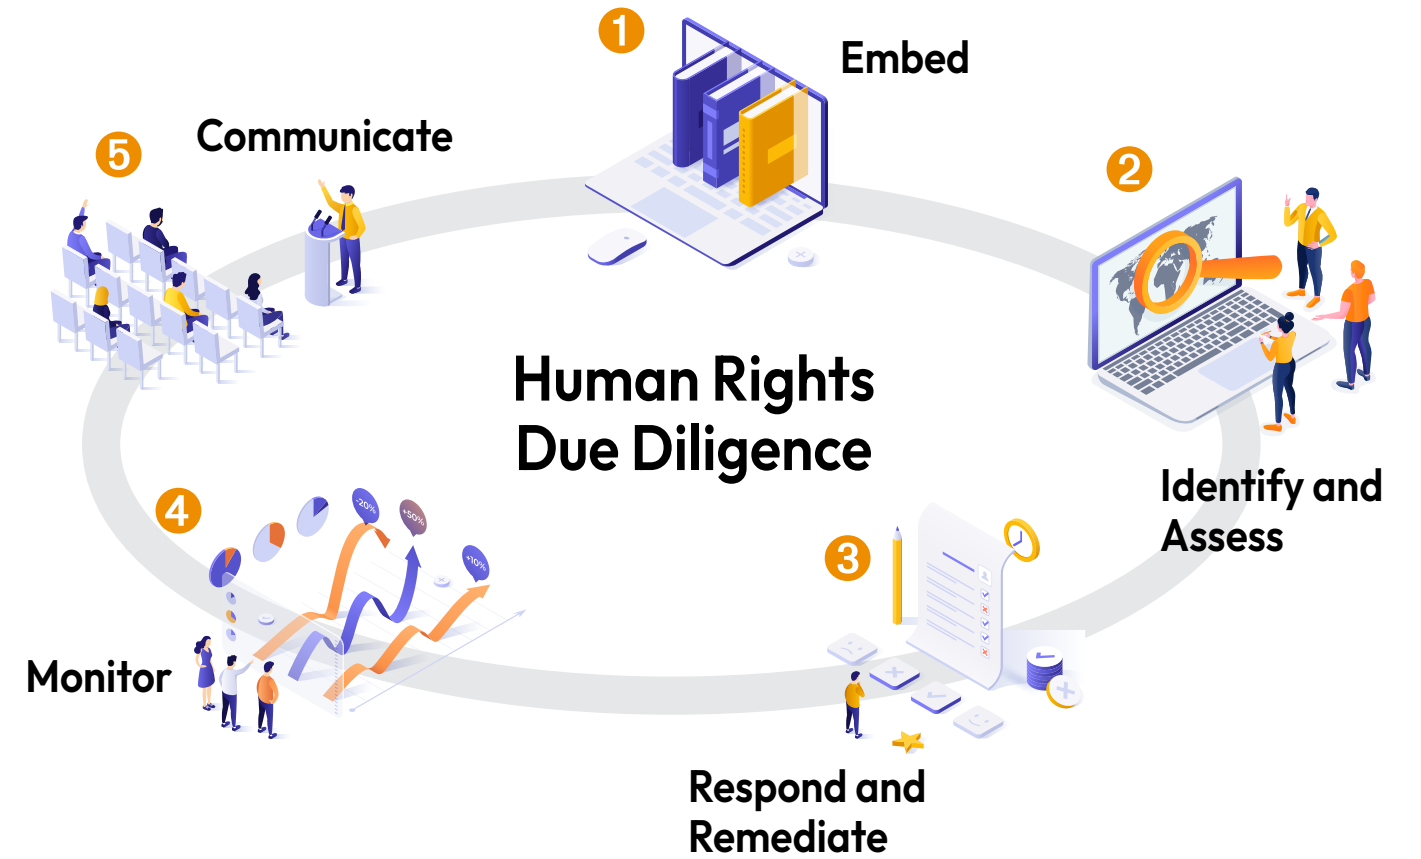 1
Embed
2
Identify and
Assess
3
Respond and
Remediate
4
Monitor
-20%
+50%
+10%
5
Communicate
Human Rights
Due Diligence